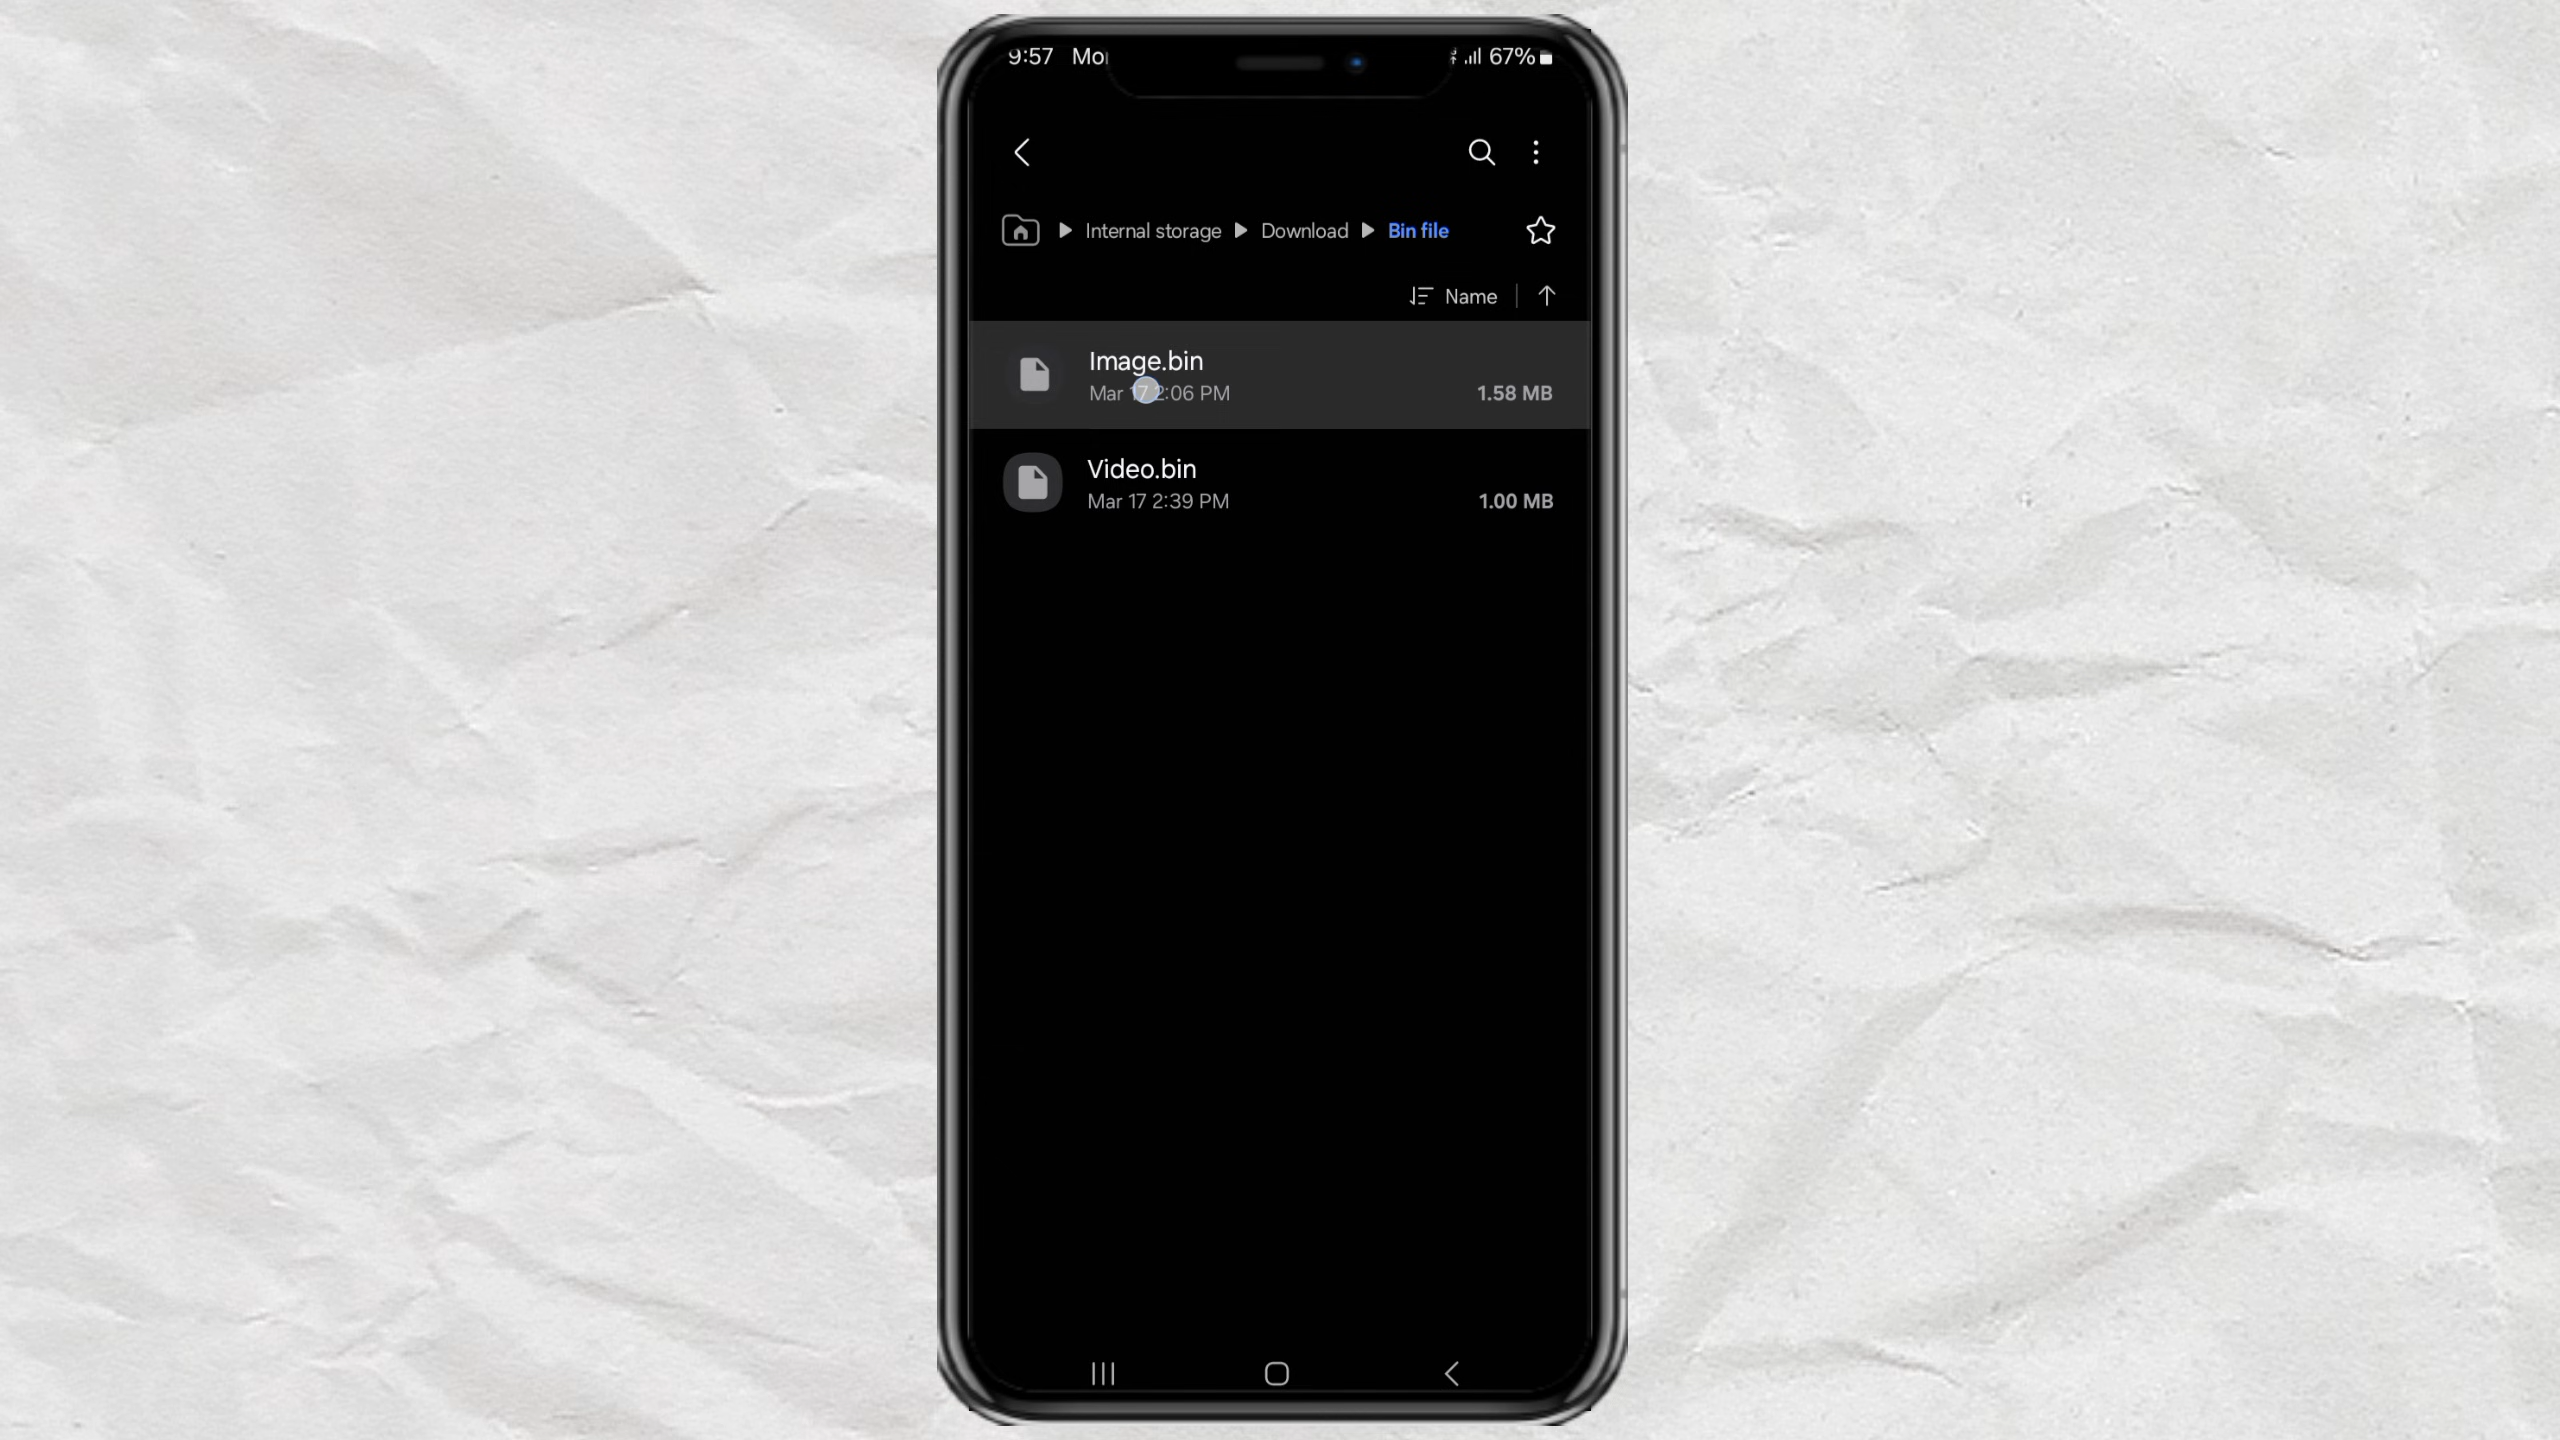 9:57 Mo
67%
Internal storage Download Bin file
Name
Image.bin
Mar 17 2:06 PM
1.58 MB
Video.bin
Mar 17 2:39 PM
1.00 MB